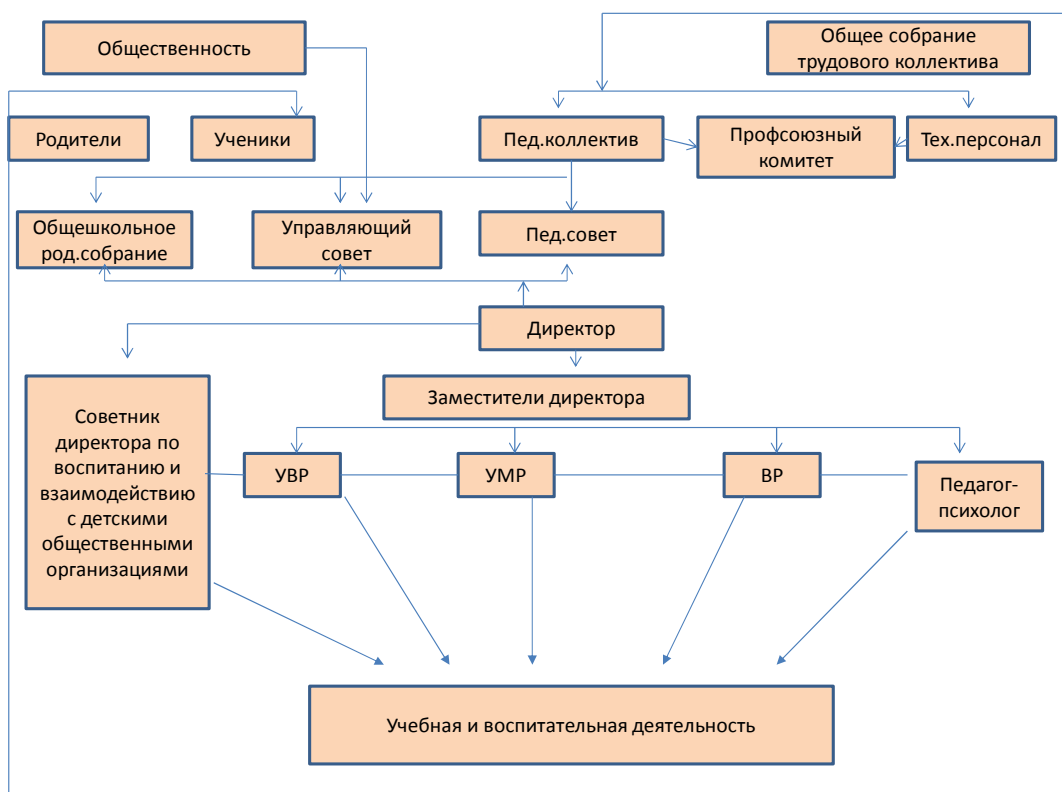 Общественность
Общее собрание
трудового коллектива
Родители
Ученики
Пед.коллектив
Профсоюзный
комитет
Тех.персонал
Общешкольное
род.собрание
Управляющий
совет
Пед.совет
Директор
Заместители директора
Советник
директора по
воспитанию и
взаимодействию
с детскими
общественными
организациями
УВР
УМР
ВР
Педагог-
психолог
Учебная и воспитательная деятельность